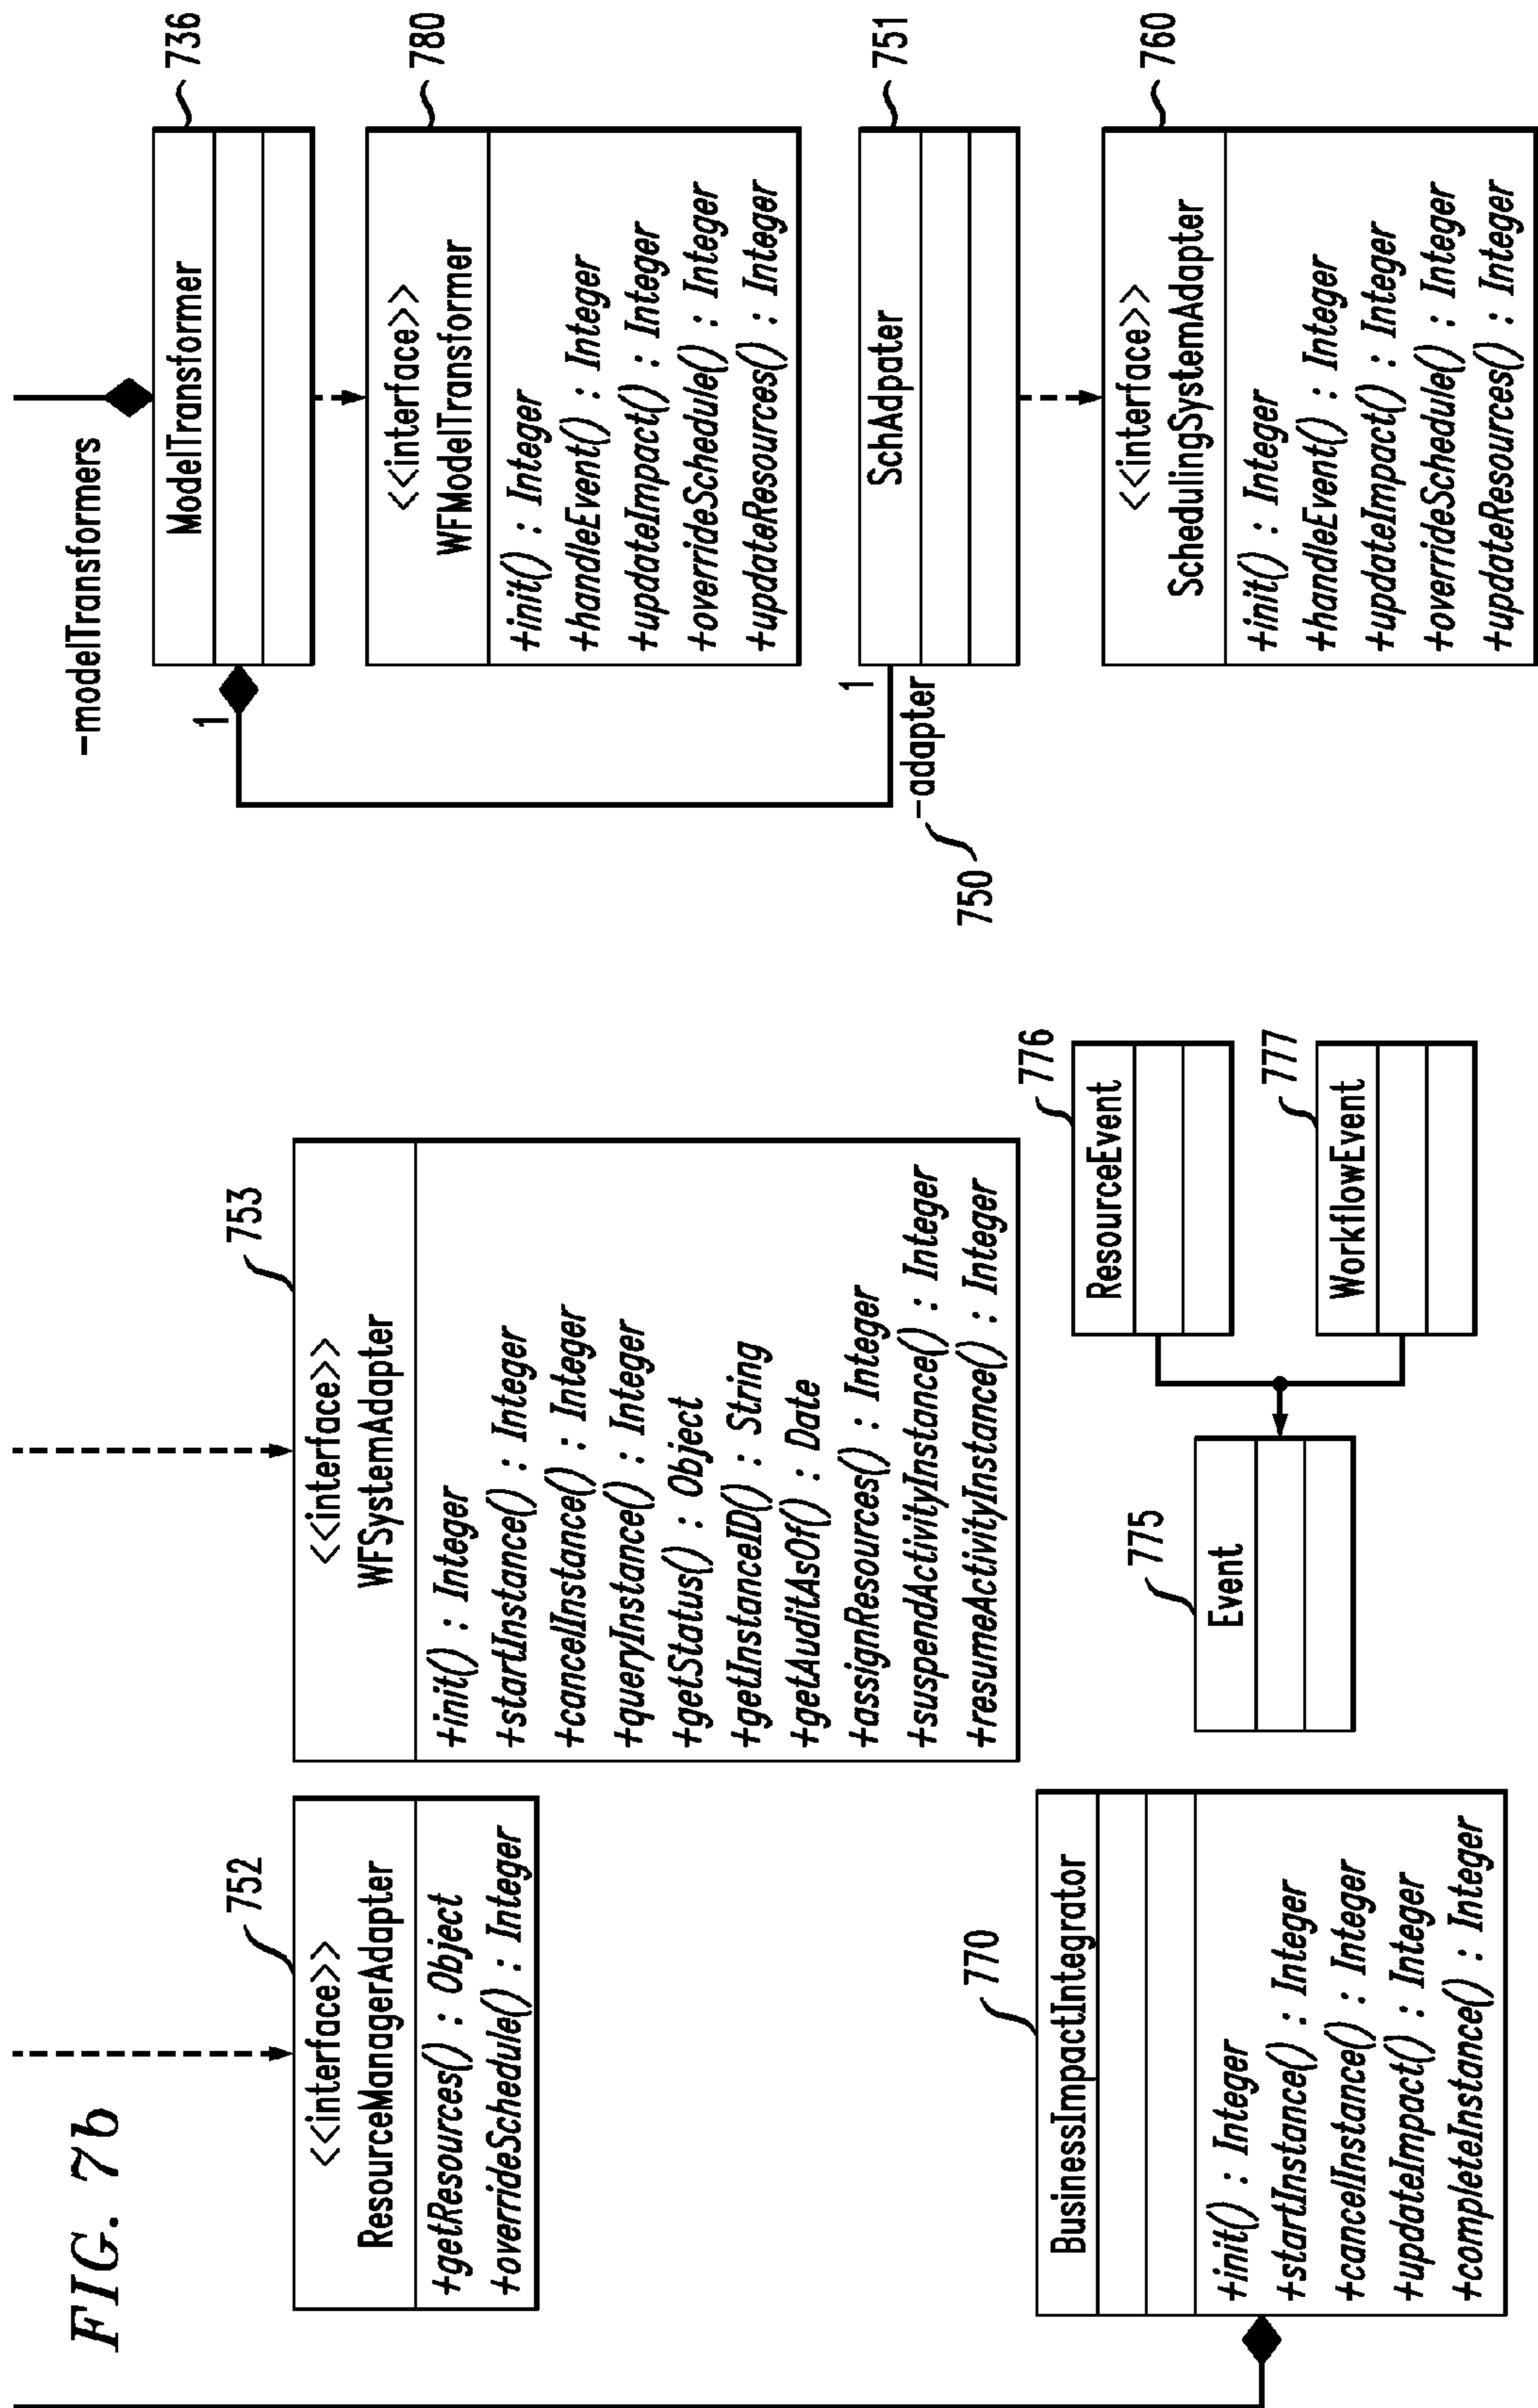 FIG. 7b
752
<<interface>>
ResourceManagerAdapter
+getResources() : Object
+overrideSchedule() : Integer
753
<<interface>>
WFSystemAdapter
+init() : Integer
+startInstance() : Integer
+cancelInstance() : Integer
+queryInstance() : Integer
+getStatus() : Object
+getInstanceID() : String
+getAuditAsOf() : Date
+assignResources() : Integer
+suspendActivityInstance() : Integer
+resumeActivityInstance() : Integer
-modelTransformers
736
ModelTransformer
1
780
<<interface>>
WFModelTransformer
+init() : Integer
+handleEvent() : Integer
+updateImpact() : Integer
+overrideSchedule() : Integer
+updateResources() : Integer
1
-adapter
750
751
SchAdpater
760
<<interface>>
SchedulingSystemAdapter
+init() : Integer
+handleEvent() : Integer
+updateImpact() : Integer
+overrideSchedule() : Integer
+updateResources() : Integer
770
BusinessImpactIntegrator
+init() : Integer
+startInstance() : Integer
+cancelInstance() : Integer
+updateImpact() : Integer
+completeInstance() : Integer
775
Event
776
ResourceEvent
777
WorkflowEvent